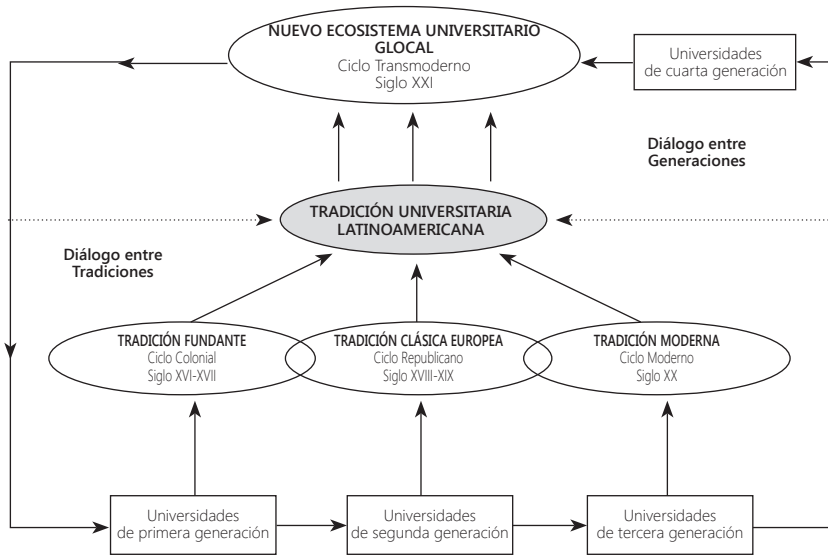 NUEVO ECOSISTEMA UNIVERSITARIO
GLOCAL
Ciclo Transmoderno
Siglo XXI
Universidades
de cuarta generación
Diálogo entre
Generaciones
TRADICIÓN UNIVERSITARIA
LATINOAMERICANA
Diálogo entre
Tradiciones
TRADICIÓN FUNDANTE
Ciclo Colonial
Siglo XVI-XVII
TRADICIÓN CLÁSICA EUROPEA
Ciclo Republicano
Siglo XVIII-XIX
TRADICIÓN MODERNA
Ciclo Moderno
Siglo XX
Universidades
de primera generación
Universidades
de segunda generación
Universidades
de tercera generación